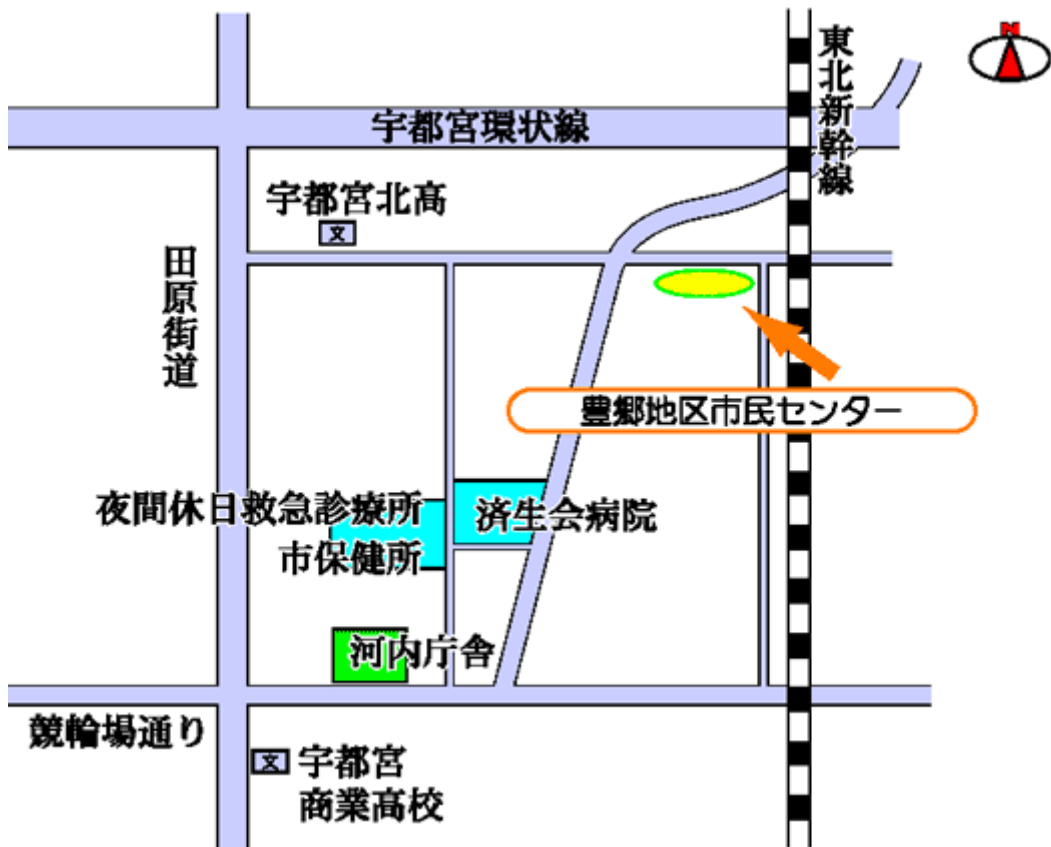 N
東北新幹線
宇都宮環状線
宇都宮北高
文
田原街道
豊郷地区市民センター
夜間休日救急診療所
済生会病院
市保健所
河内庁舎
競輪場通り
文
宇都宮
商業高校